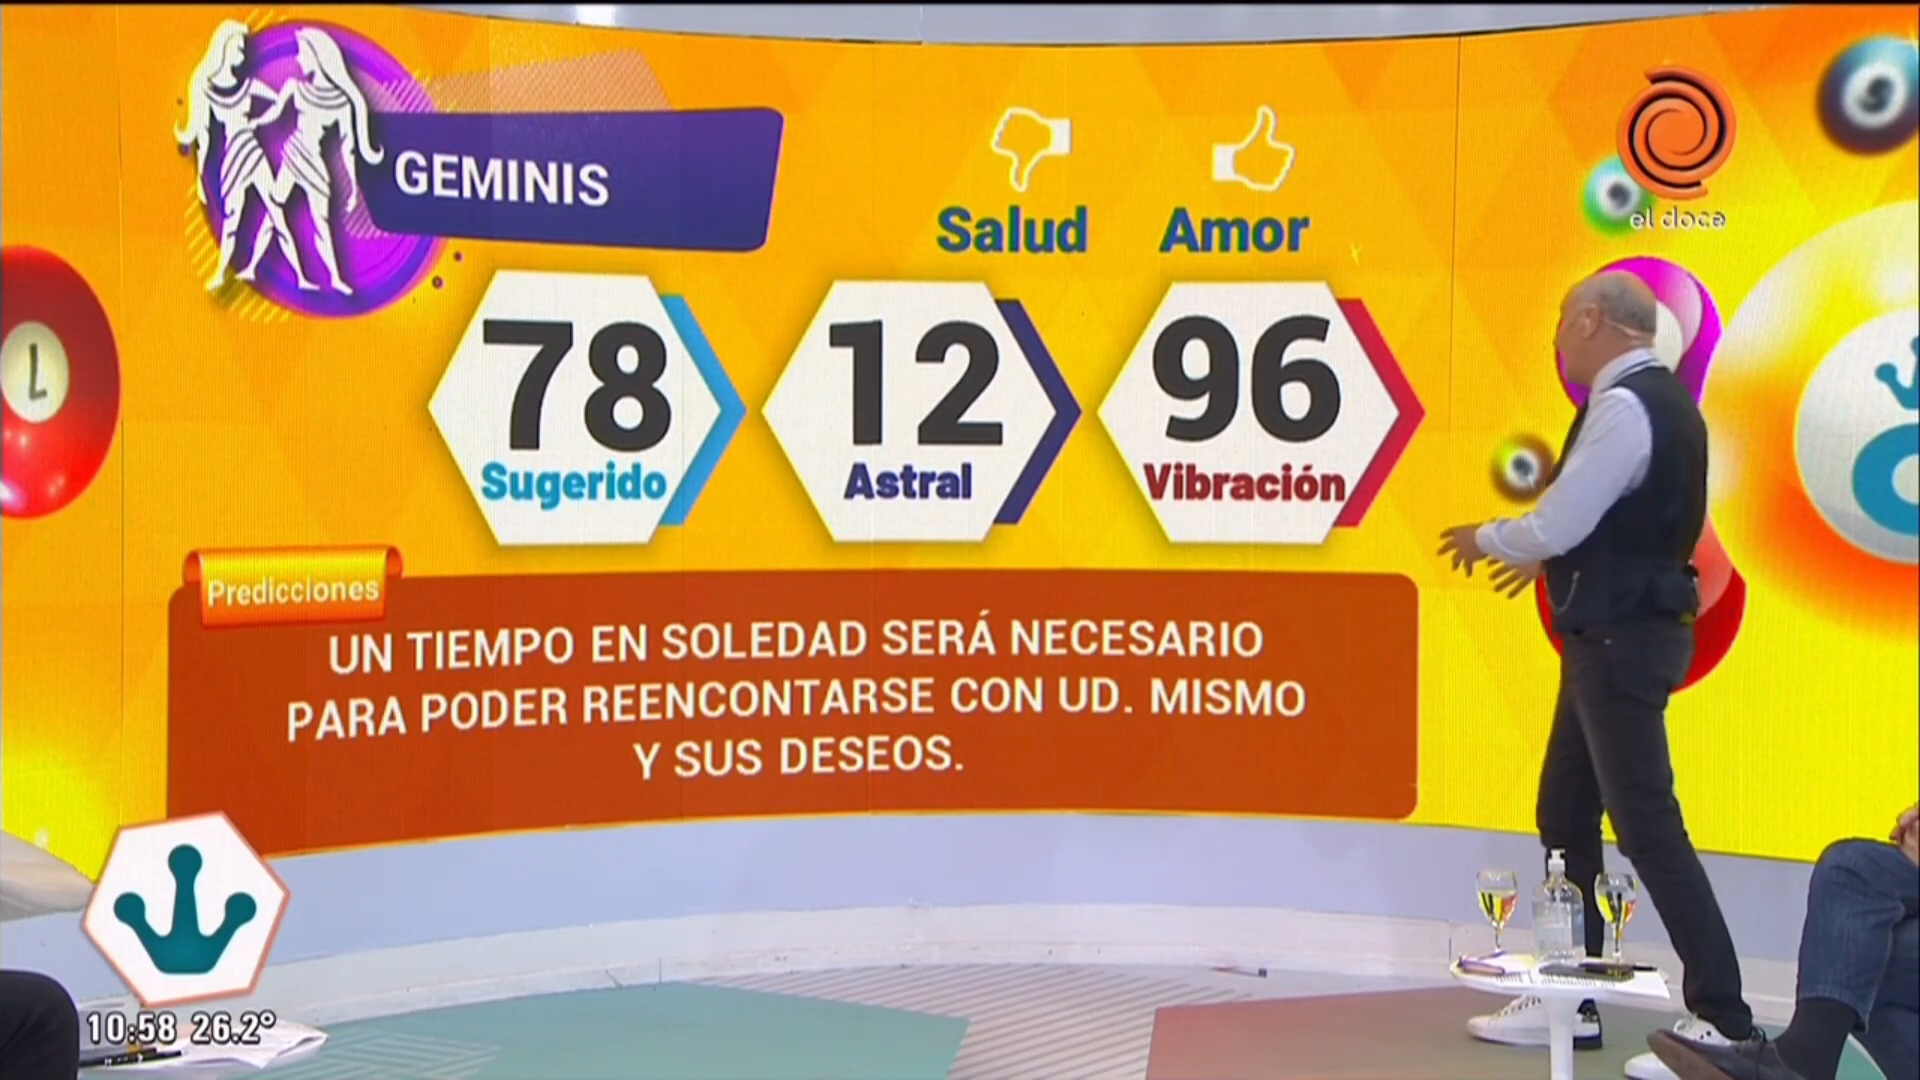 GEMINIS
Salud
Amor
el doce
78
Sugerido
12
Astral
96
Vibración
Predicciones
UN TIEMPO EN SOLEDAD SERÁ NECESARIO
PARA PODER REENCONTARSE CON UD. MISMO
Y SUS DESEOS.
10:58 26.2°